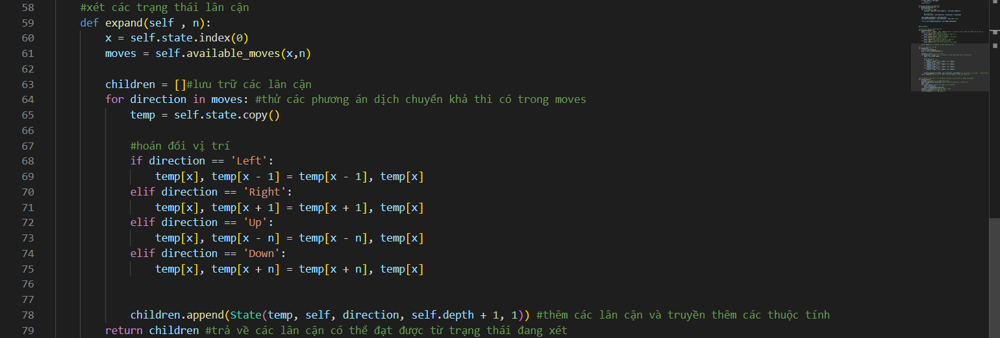 58 #xét các trạng thái lân cận
59 def expand(self , n):
60 x = self.state.index(0)
61 moves = self.available_moves(x,n)
62
63 children = []#lưu trữ các lân cận
64 for direction in moves: #thử các phương án dịch chuyển khả thi có trong moves
65 temp = self.state.copy()
66
67 #hoán đổi vị trí
68 if direction == 'Left':
69 temp[x], temp[x - 1] = temp[x - 1], temp[x]
70 elif direction == 'Right':
71 temp[x], temp[x + 1] = temp[x + 1], temp[x]
72 elif direction == 'Up':
73 temp[x], temp[x - n] = temp[x - n], temp[x]
74 elif direction == 'Down':
75 temp[x], temp[x + n] = temp[x + n], temp[x]
76
77
78 children.append(State(temp, self, direction, self.depth + 1, 1)) #thêm các lân cận và truyền thêm các thuộc tính
79 return children #trả về các lân cận có thể đạt được từ trạng thái đang xét